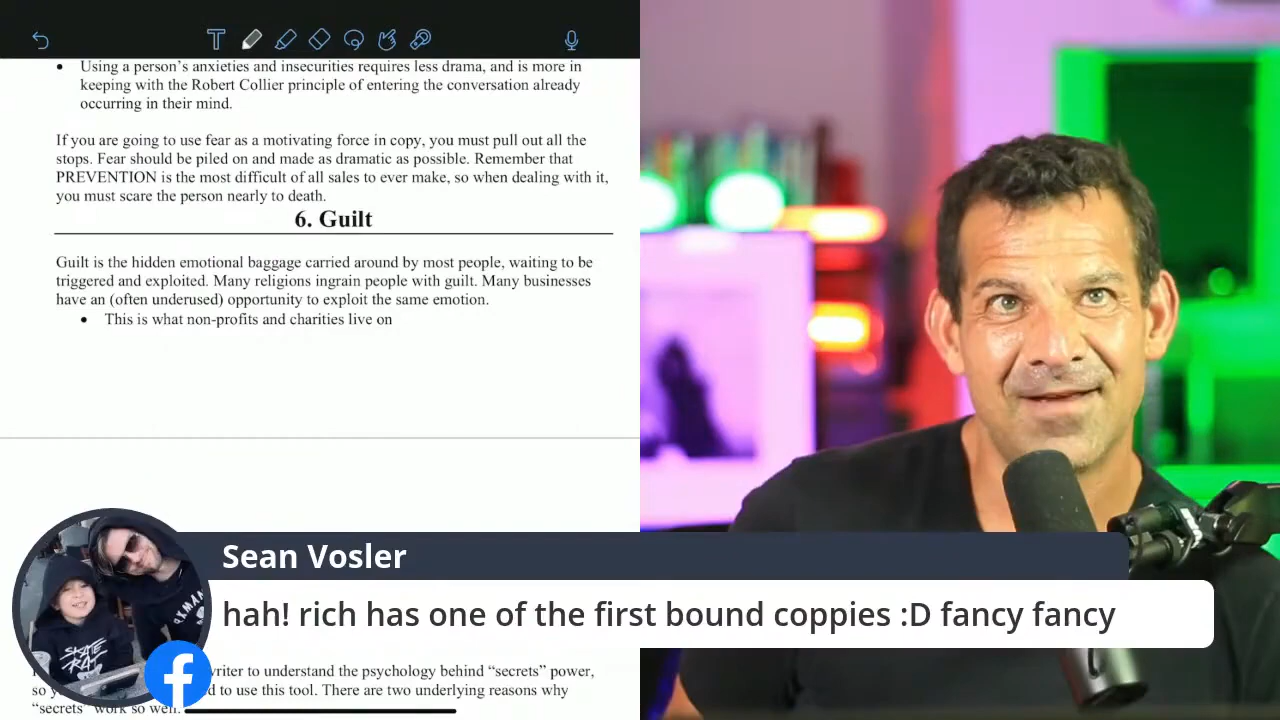 Using a person's anxieties and insecurities requires less drama, and is more in
keeping with the Robert Collier principle of entering the conversation already
occurring in their mind.
If you are going to use fear as a motivating force in copy, you must pull out all the
stops. Fear should be piled on and made as dramatic as possible. Remember that
PREVENTION is the most difficult of all sales to ever make, so when dealing with it,
you must scare the person nearly to death.
6. Guilt
Guilt is the hidden emotional baggage carried around by most people, waiting to be
triggered and exploited. Many religions ingrain people with guilt. Many businesses
have an (often underused) opportunity to exploit the same emotion.
This is what non-profits and charities live on
Sean Vosler
hah! rich has one of the first bound coppies :D fancy fancy
SKATE
RAT
writer to understand the psychology behind "secrets" power,
to use this tool. There are two underlying reasons why
"secrets" work so well.